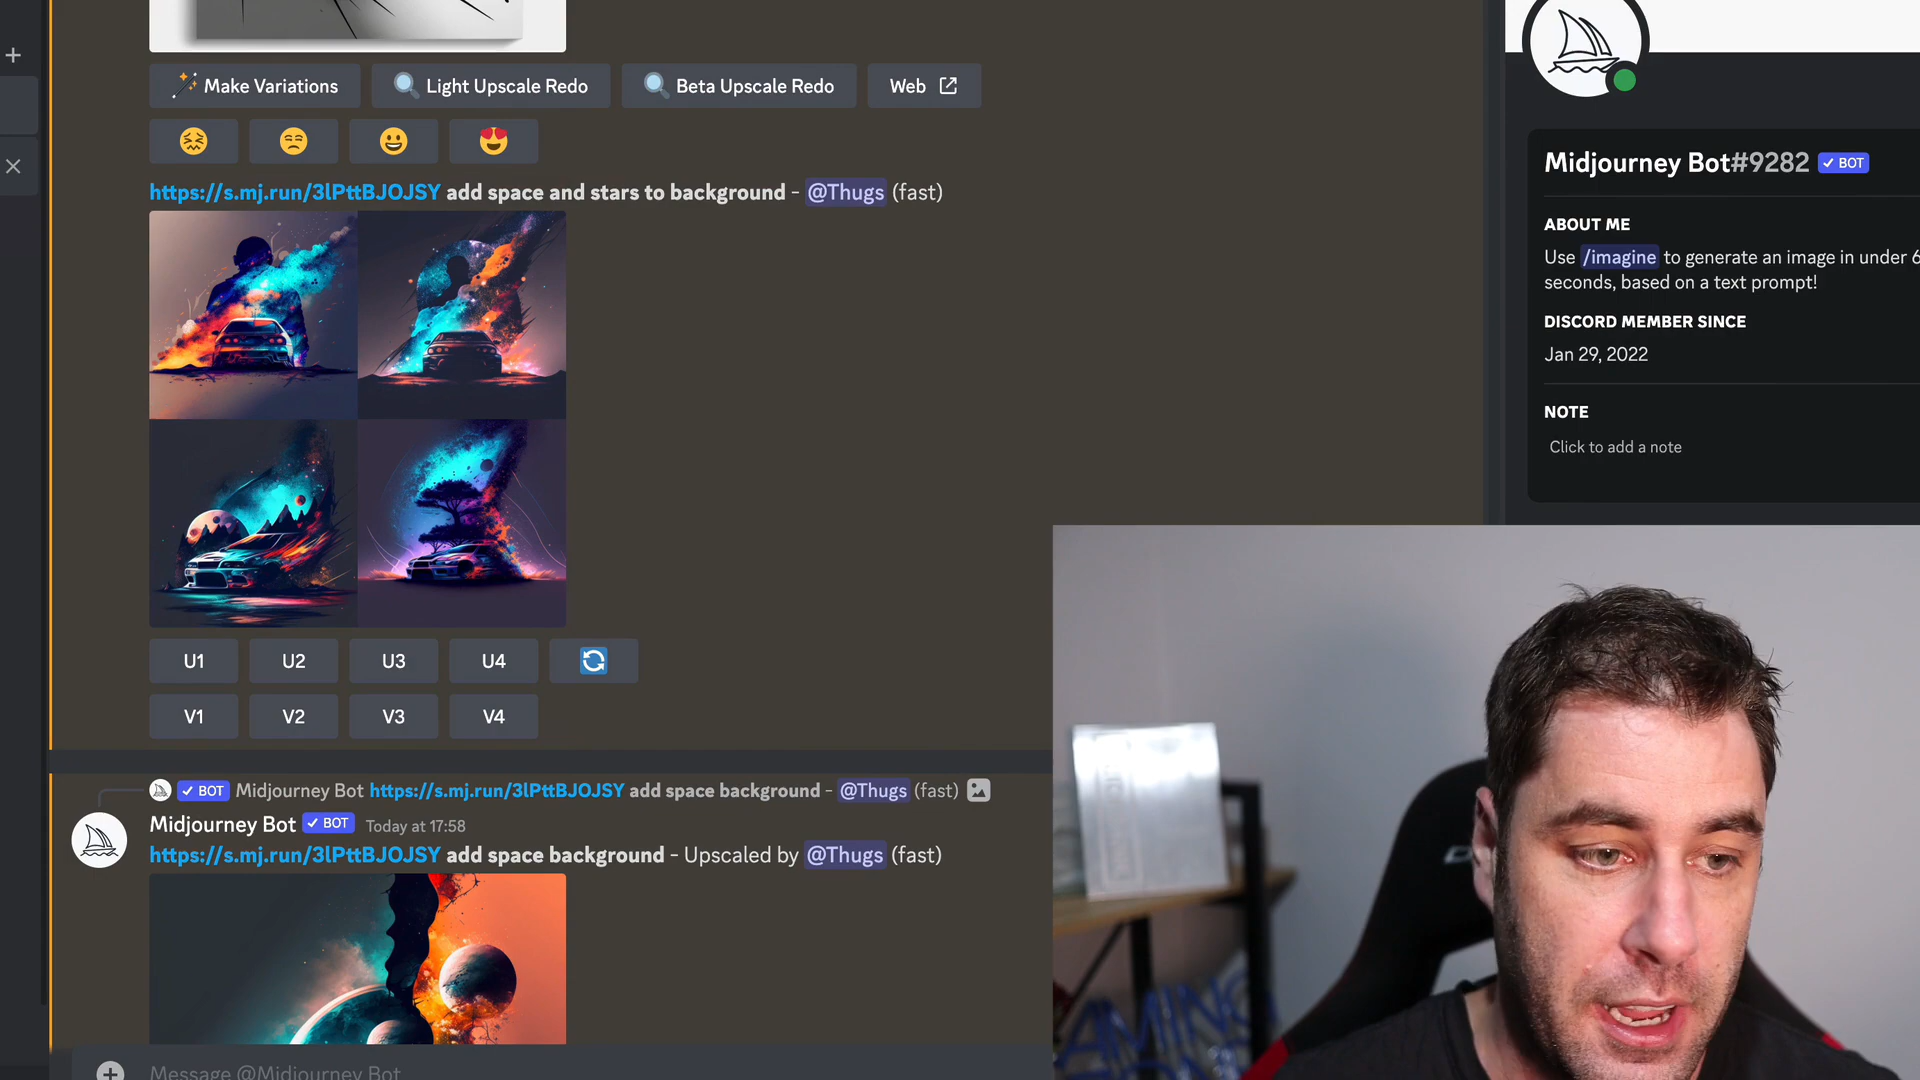 Make Variations
Light Upscale Redo
Beta Upscale Redo
Web
https://s.mj.run/3lPttBJOJSY add space and stars to background - @Thugs (fast)
U1
U2
U3
U4
V1
V2
V3
V4
BOT Midjourney Bot https://s.mj.run/3lPttBJOJSY add space background - @Thugs (fast)
Midjourney Bot BOT Today at 17:58
https://s.mj.run/3lPttBJOJSY add space background - Upscaled by @Thugs (fast)
Message @Midjourney Bot
Midjourney Bot#9282 BOT
ABOUT ME
Use /imagine to generate an image in under 6
seconds, based on a text prompt!
DISCORD MEMBER SINCE
Jan 29, 2022
NOTE
Click to add a note